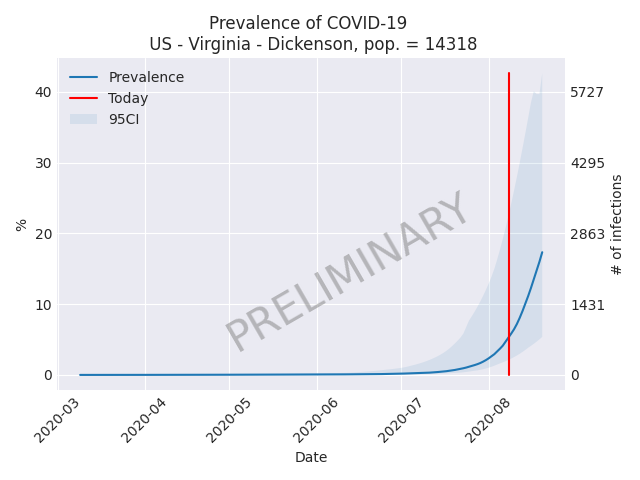 Prevalence of COVID-19
US - Virginia - Dickenson, pop. = 14318
Prevalence
Today
95CI
40
30
20
10
0
%
5727
4295
2863
1431
0
# of infections
PRELIMINARY
2020-03
2020-04
2020-05
2020-06
2020-07
2020-08
Date